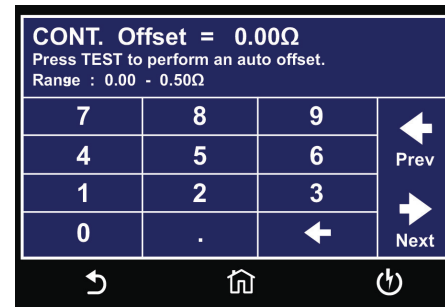 CONT. Offset = 0.00Ω
Press TEST to perform an auto offset.
Range : 0.00 - 0.50Ω
7 8 9
4 5 6
Prev
1 2 3
0 .
Next